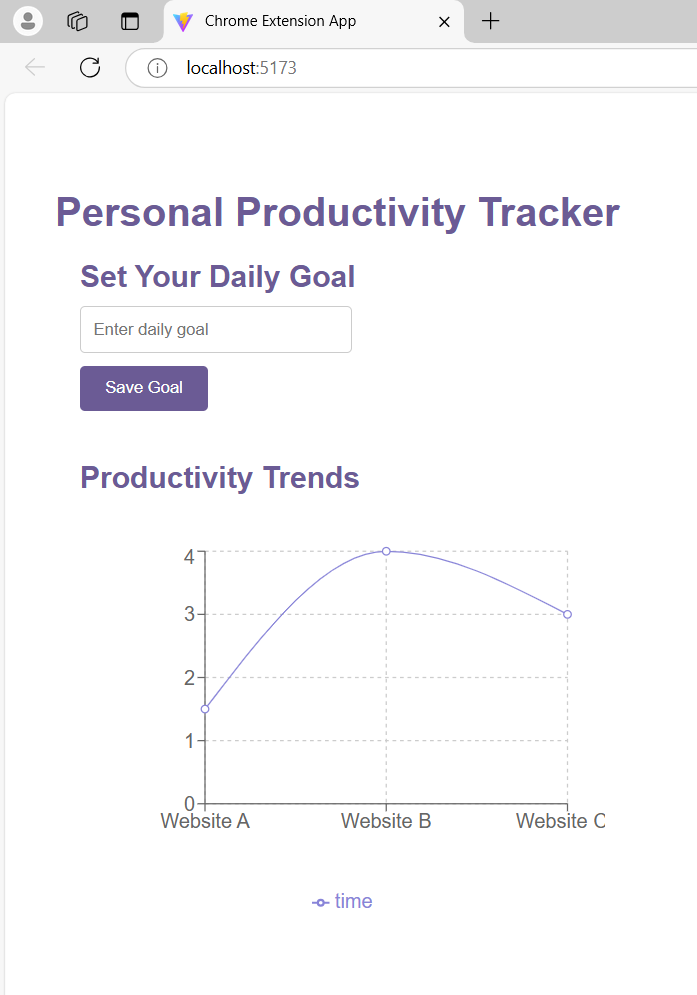 Chrome Extension App
localhost:5173
Personal Productivity Tracker
Set Your Daily Goal
Enter daily goal
Save Goal
Productivity Trends
4
3
2
1
0
Website A Website B Website C
time